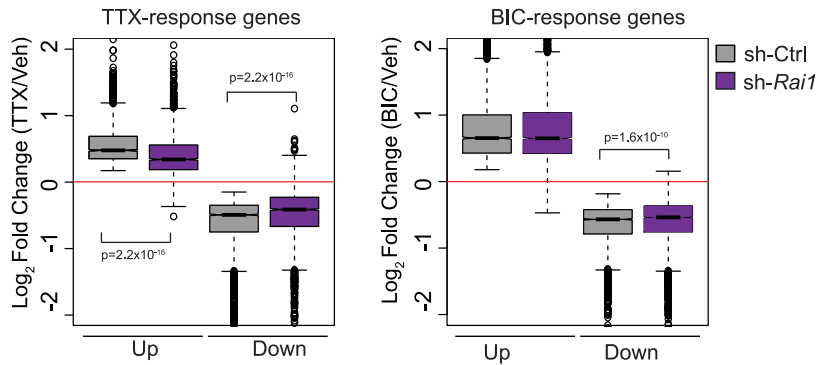 TTX-response genes
Log2 Fold Change (TTX/Veh)
2
1
0
-1
-2
p=2.2x10-16
p=2.2x10-16
Up
Down
BIC-response genes
Log2 Fold Change (BIC/Veh)
2
1
0
-1
-2
p=1.6x10-10
Up
Down
sh-Ctrl
sh-Rai1